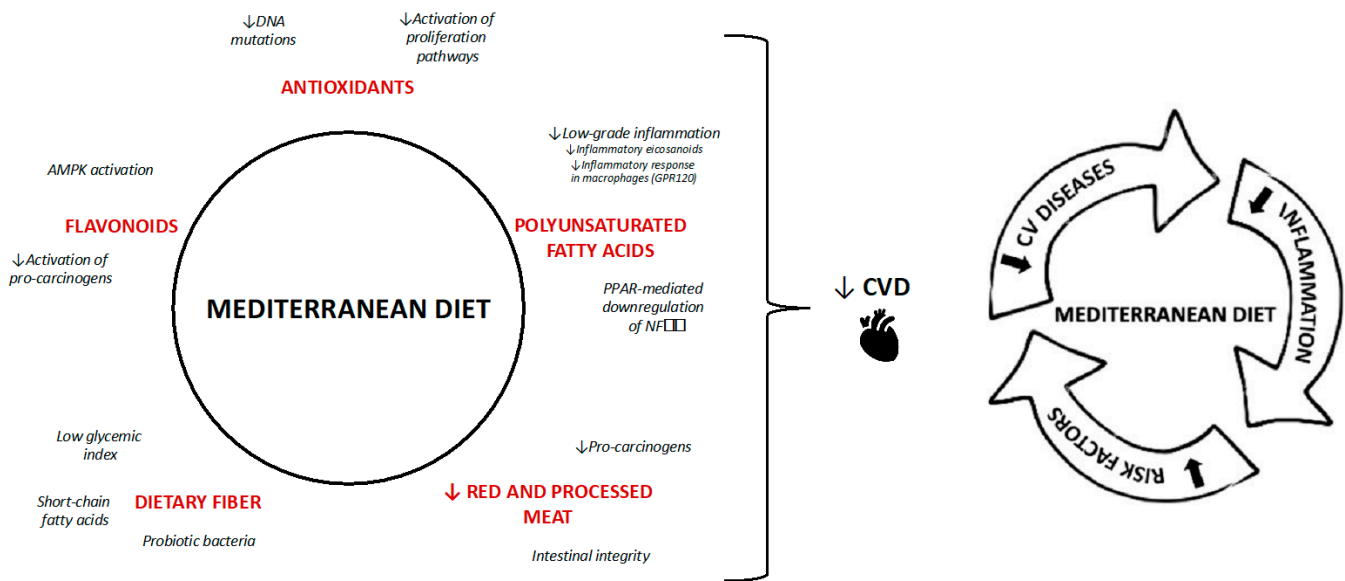 ↓DNA
mutations
↓Activation of
proliferation
pathways
ANTIOXIDANTS
↓Low-grade inflammation
↓Inflammatory eicosanoids
↓Inflammatory response
in macrophages (GPR120)
AMPK activation
FLAVONOIDS
↓Activation of
pro-carcinogens
POLYUNSATURATED
FATTY ACIDS
PPAR-mediated
downregulation
of NF□□
MEDITERRANEAN DIET
Low glycemic
index
Short-chain
fatty acids
DIETARY FIBER
Probiotic bacteria
↓Pro-carcinogens
↓ RED AND PROCESSED
MEAT
Intestinal integrity
↓ CVD
↓ CV DISEASES
↓ INFLAMMATION
MEDITERRANEAN DIET
RISK FACTORS ↓